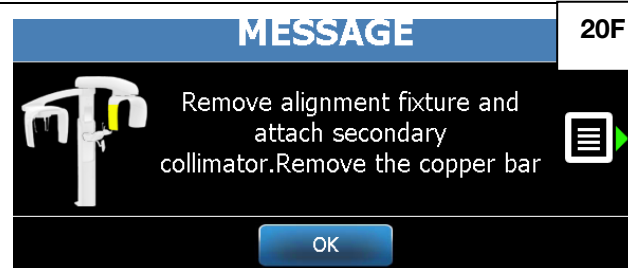 MESSAGE
20F
Remove alignment fixture and
attach secondary
collimator.Remove the copper bar
OK